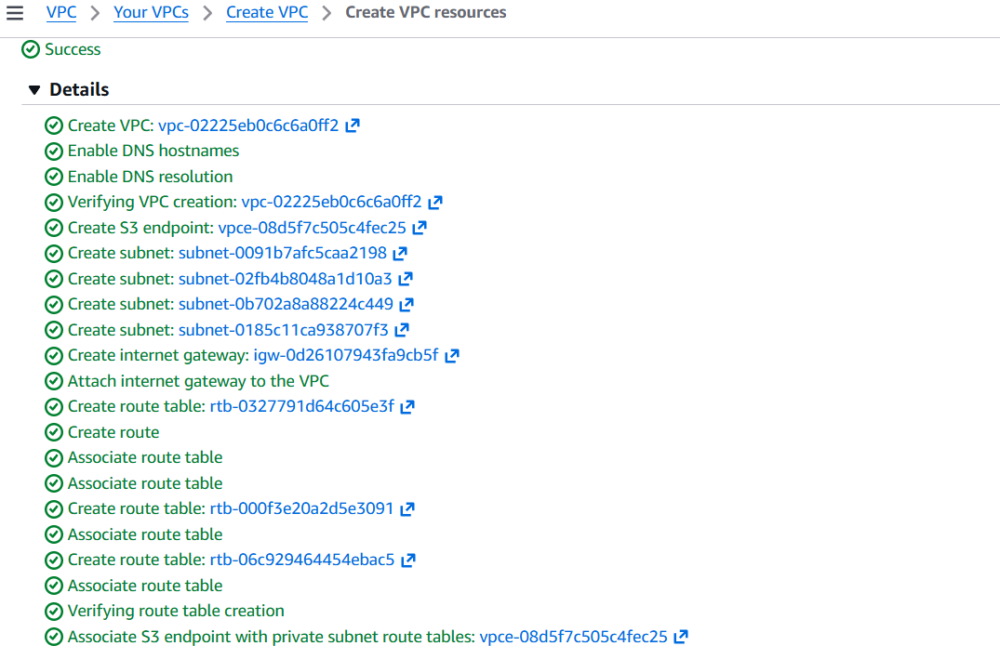 VPC > Your VPCs > Create VPC > Create VPC resources
Success
Details
Create VPC: vpc-02225eb0c6c6a0ff2
Enable DNS hostnames
Enable DNS resolution
Verifying VPC creation: vpc-02225eb0c6c6a0ff2
Create S3 endpoint: vpce-08d5f7c505c4fec25
Create subnet: subnet-0091b7afc5caa2198
Create subnet: subnet-02fb4b8048a1d10a3
Create subnet: subnet-0b702a8a88224c449
Create subnet: subnet-0185c11ca938707f3
Create internet gateway: igw-0d26107943fa9cb5f
Attach internet gateway to the VPC
Create route table: rtb-0327791d64c605e3f
Create route
Associate route table
Associate route table
Create route table: rtb-000f3e20a2d5e3091
Associate route table
Create route table: rtb-06c929464454ebac5
Associate route table
Verifying route table creation
Associate S3 endpoint with private subnet route tables: vpce-08d5f7c505c4fec25